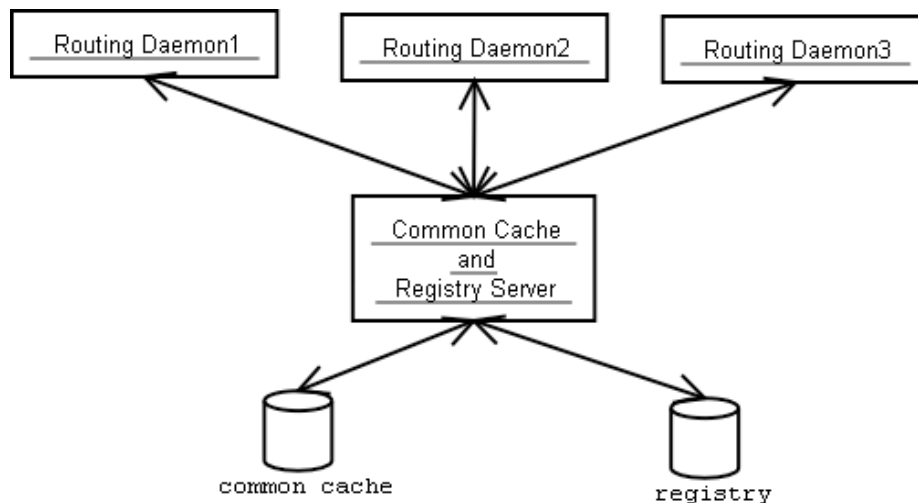 Routing Daemon1
Routing Daemon2
Routing Daemon3
Common Cache
and
Registry Server
common cache
registry